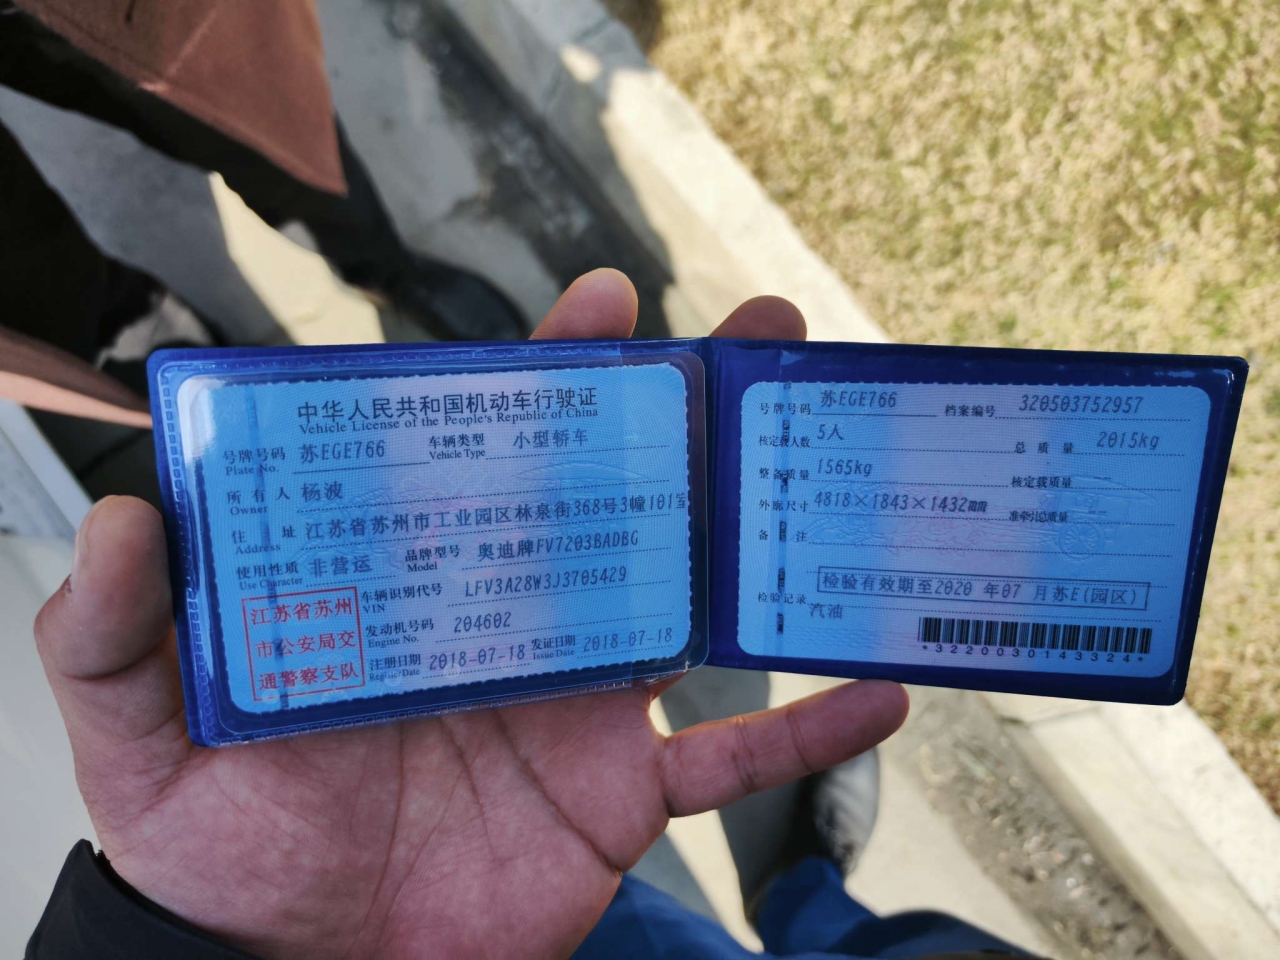 中华人民共和国机动车行驶证
Vehicle License of the People's Republic of China
号牌号码 苏EGE766 车辆类型 小型轿车
Plate No. Vehicle Type
所有人 杨波
Owner
住址 江苏省苏州市工业园区林泉街368号3幢101室
Address
使用性质 非营运 品牌型号 奥迪牌FV7203BADBG
Use Character Model
江苏省苏州
市公安局交
通警察支队
车辆识别代号 LFV3A28W3J3705429
VIN
发动机号码 204602
Engine No.
注册日期 2018-07-18 发证日期 2018-07-18
Register Date Issue Date
号牌号码 苏EGE766 档案编号 320503752957
核定载人数 5人 总质量 2015kg
整备质量 1565kg 核定载质量
外廓尺寸 4818×1843×1432mm 准牵引总质量
备注
检验有效期至2020 年07 月苏E(园区)
检验记录 汽油
*3220030143324*